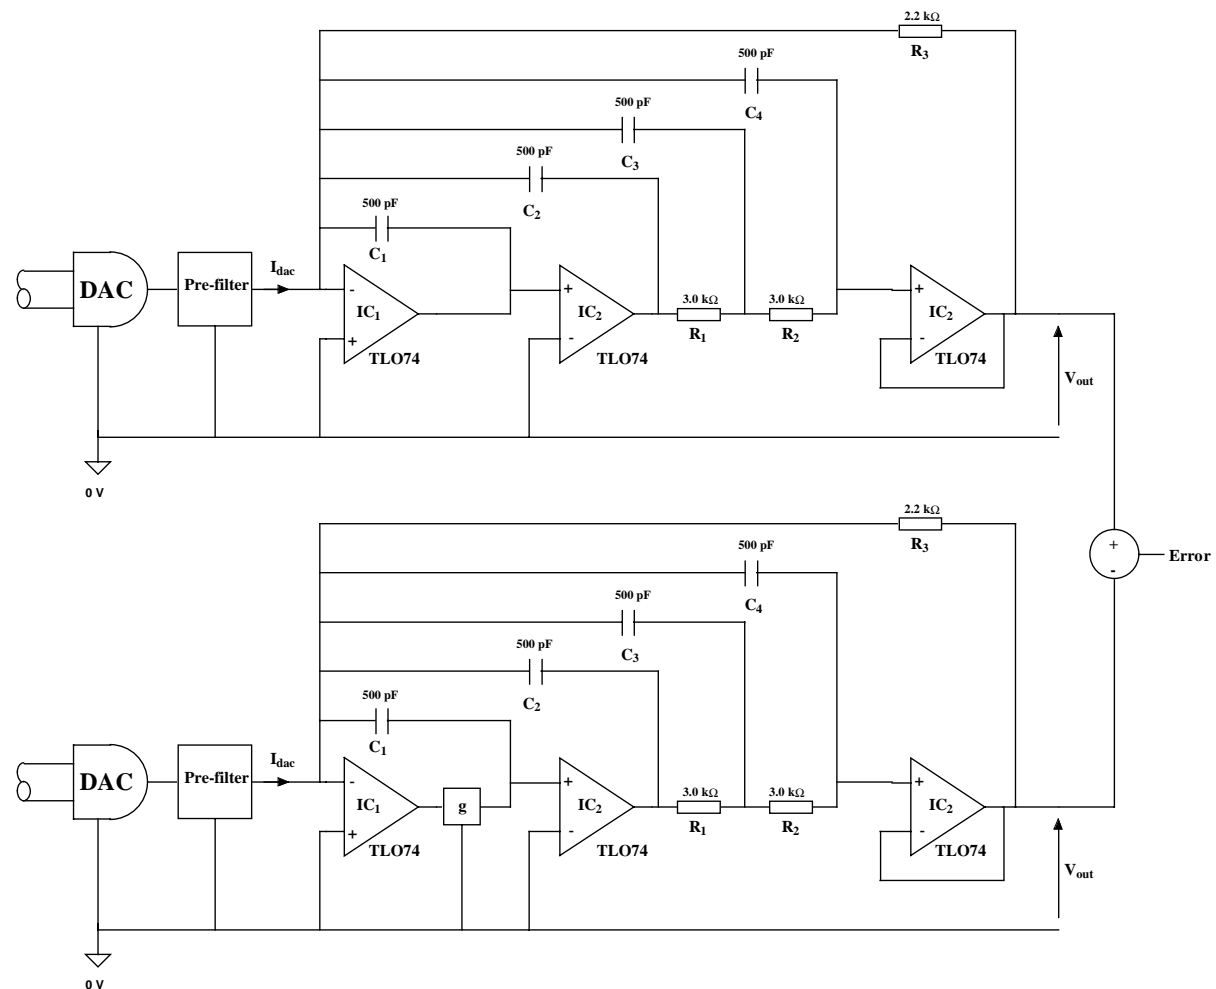 2.2 kΩ
R3
500 pF
C4
500 pF
C3
500 pF
C2
500 pF
C1
DAC
Pre-filter
Idac
-
IC1
+
TLO74
+
IC2
-
TLO74
3.0 kΩ
R1
3.0 kΩ
R2
+
IC2
-
TLO74
Vout
0 V
2.2 kΩ
R3
500 pF
C4
500 pF
C3
500 pF
C2
500 pF
C1
+
-
Error
DAC
Pre-filter
Idac
-
IC1
+
TLO74
g
+
IC2
-
TLO74
3.0 kΩ
R1
3.0 kΩ
R2
+
IC2
-
TLO74
Vout
0 V